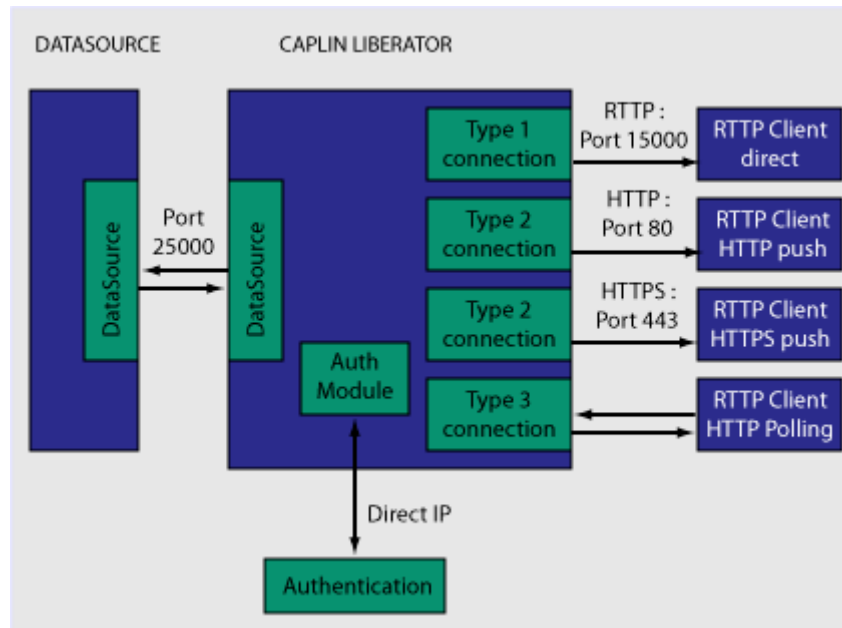 DATASOURCE
CAPLIN LIBERATOR
DataSource
Port
25000
DataSource
Auth
Module
Type 1
connection
RTTP :
Port 15000
RTTP Client
direct
Type 2
connection
HTTP :
Port 80
RTTP Client
HTTP push
Type 2
connection
HTTPS :
Port 443
RTTP Client
HTTPS push
Type 3
connection
RTTP Client
HTTP Polling
Direct IP
Authentication